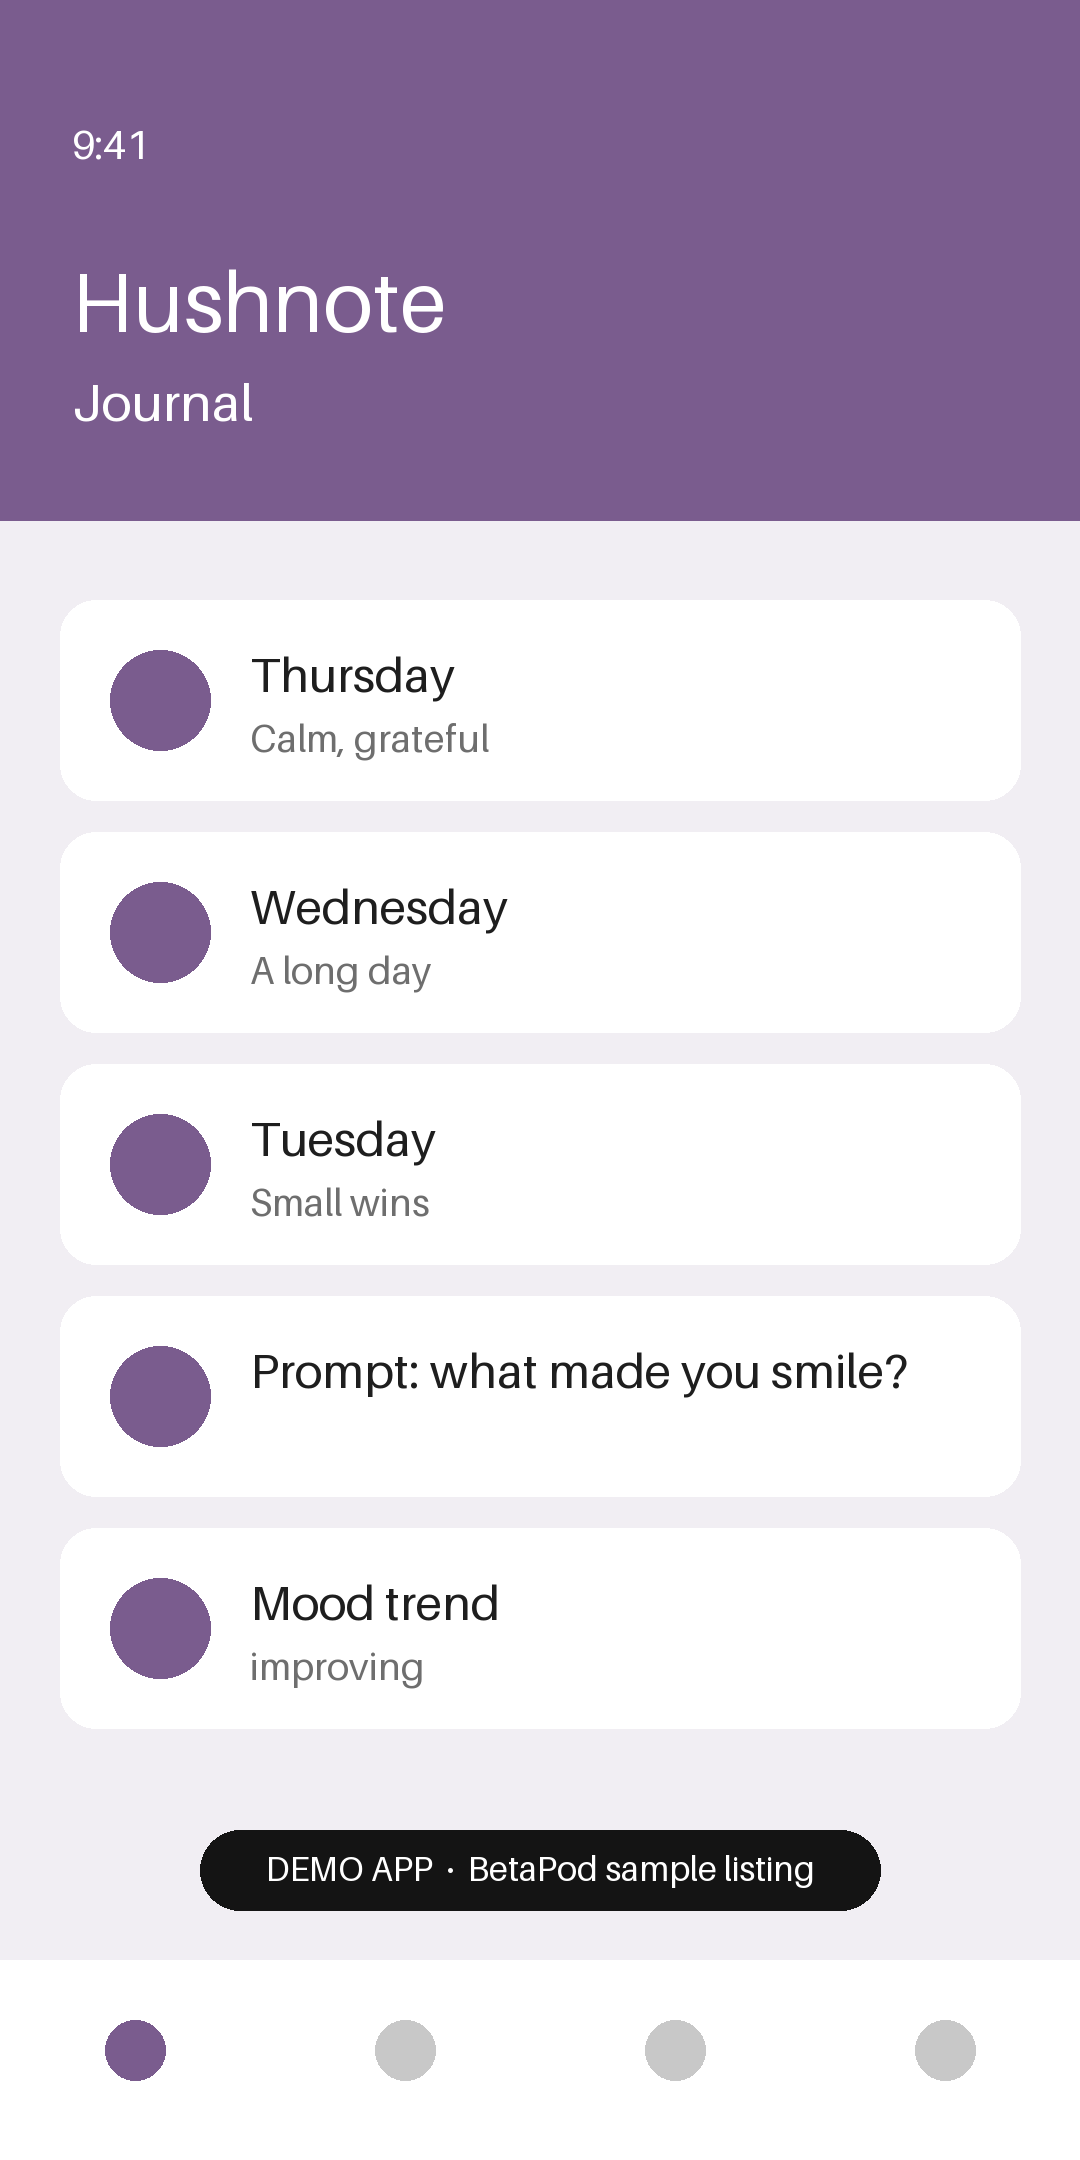 9:41
Hushnote
Journal
Thursday
Calm, grateful
Wednesday
A long day
Tuesday
Small wins
Prompt: what made you smile?
Mood trend
improving
DEMO APP · BetaPod sample listing